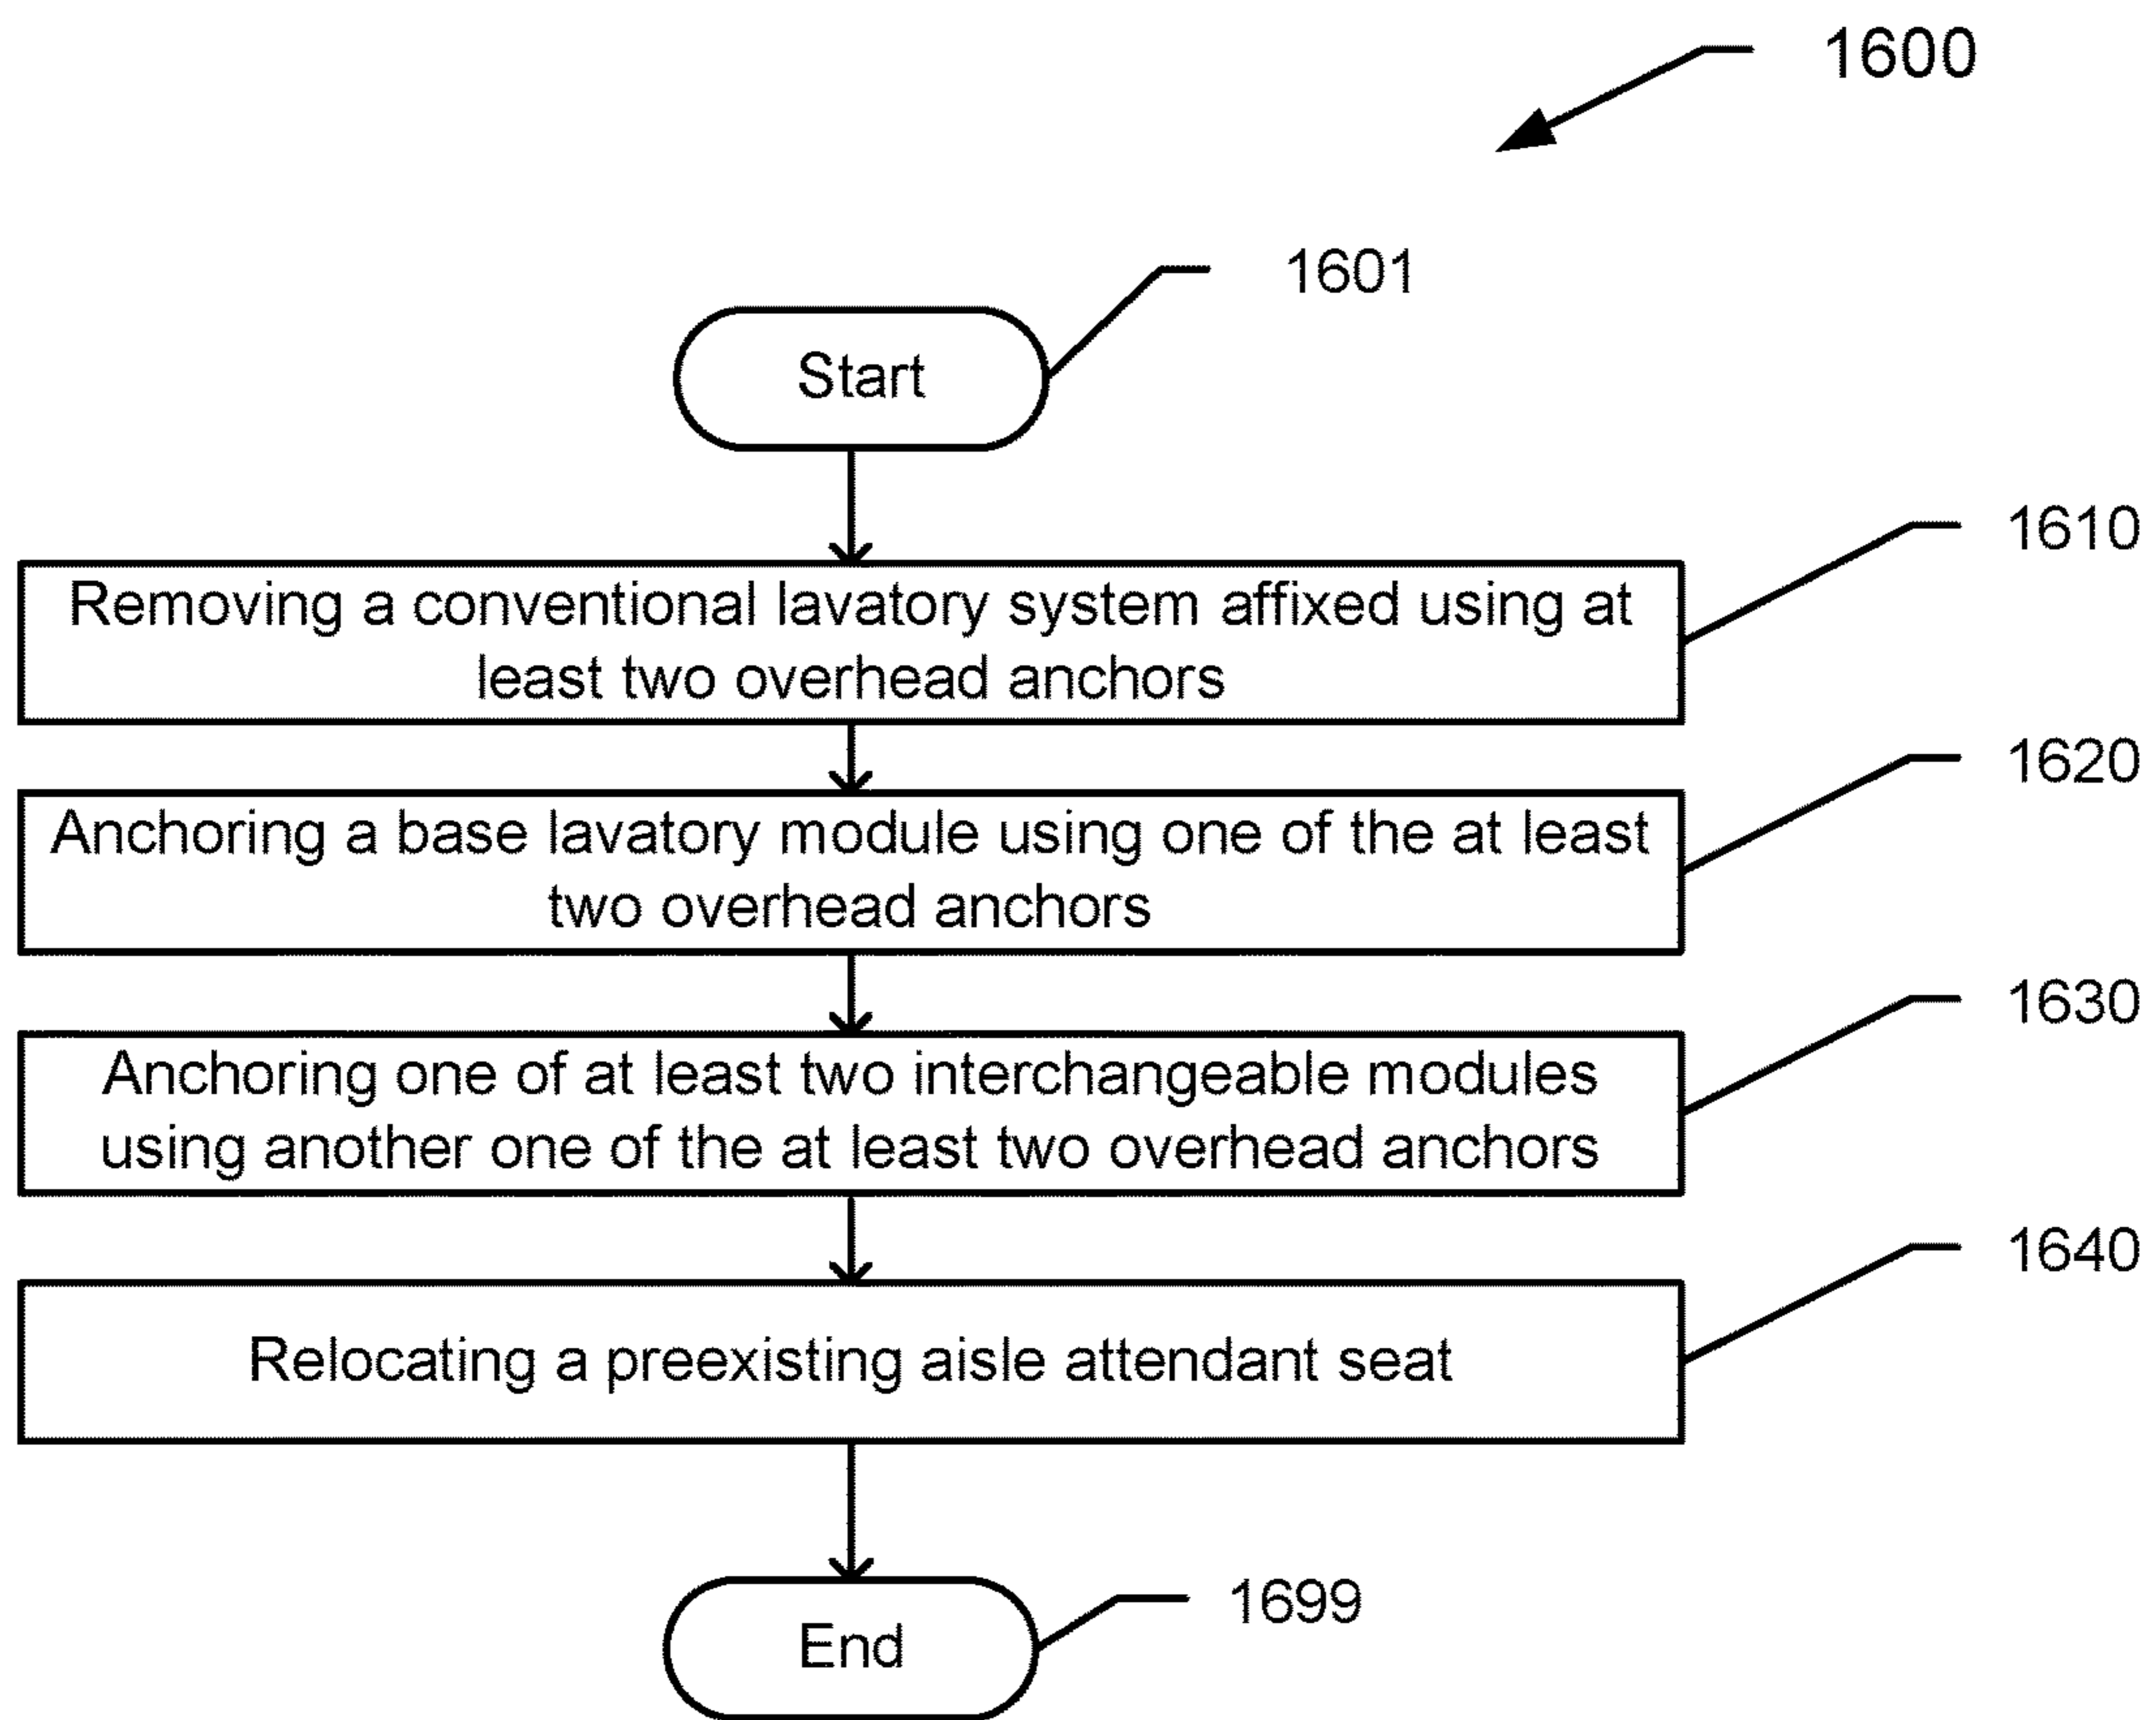 1600
1601
Start
1610
Removing a conventional lavatory system affixed using at
least two overhead anchors
1620
Anchoring a base lavatory module using one of the at least
two overhead anchors
1630
Anchoring one of at least two interchangeable modules
using another one of the at least two overhead anchors
1640
Relocating a preexisting aisle attendant seat
1699
End